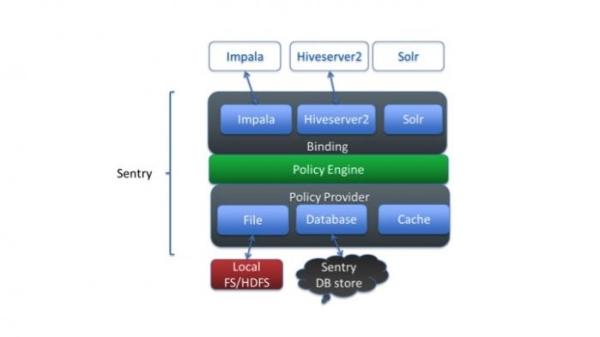 Impala
Hiveserver2
Solr
Impala
Hiveserver2
Solr
Binding
Sentry
Policy Engine
Policy Provider
File
Database
Cache
Local
FS/HDFS
Sentry
DB store